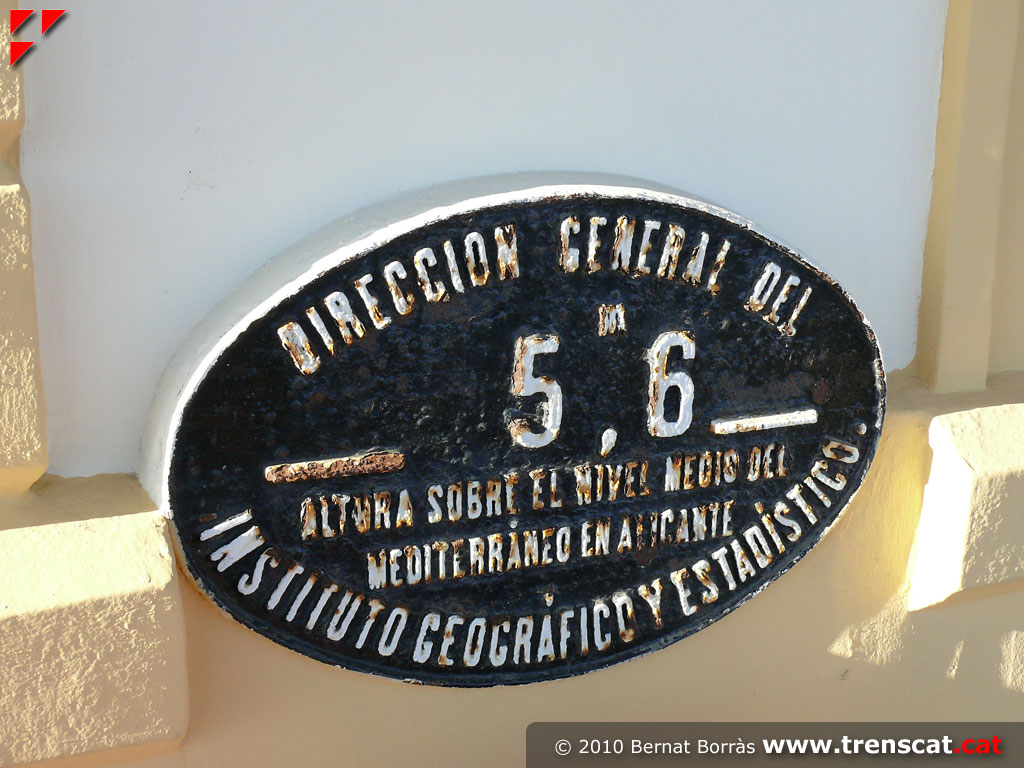 DIRECCION GENERAL DEL
m
5,6
ALTURA SOBRE EL NIVEL MEDIO DEL
MEDITERRÁNEO EN ALICANTE
INSTITUTO GEOGRÁFICO Y ESTADÍSTICO.
© 2010 Bernat Borràs www.trenscat.cat